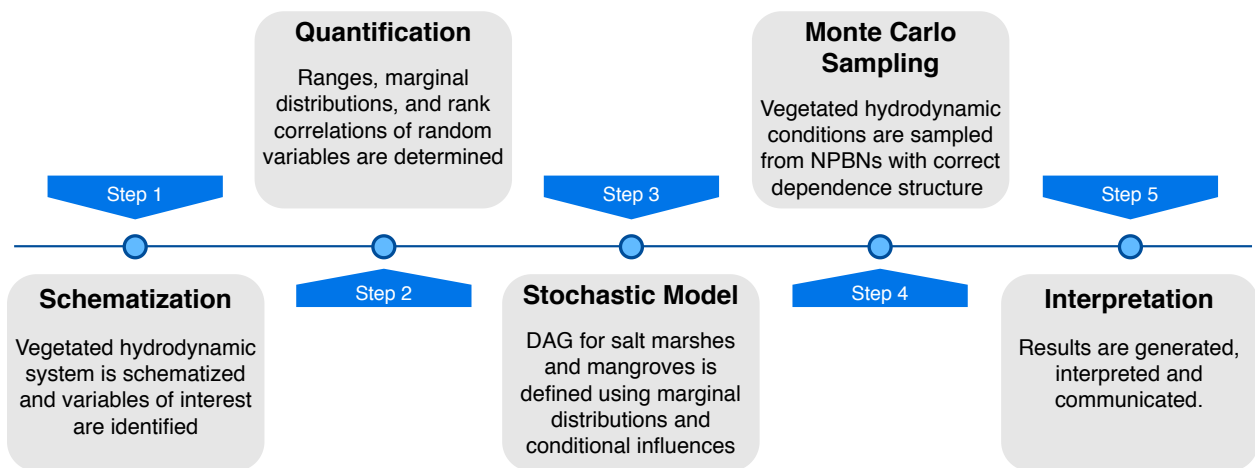 Step 1
Schematization
Vegetated hydrodynamic
system is schematized
and variables of interest
are identified
Quantification
Ranges, marginal
distributions, and rank
correlations of random
variables are determined
Step 2
Step 3
Stochastic Model
DAG for salt marshes
and mangroves is
defined using marginal
distributions and
conditional influences
Monte Carlo
Sampling
Vegetated hydrodynamic
conditions are sampled
from NPBNs with correct
dependence structure
Step 4
Step 5
Interpretation
Results are generated,
interpreted and
communicated.